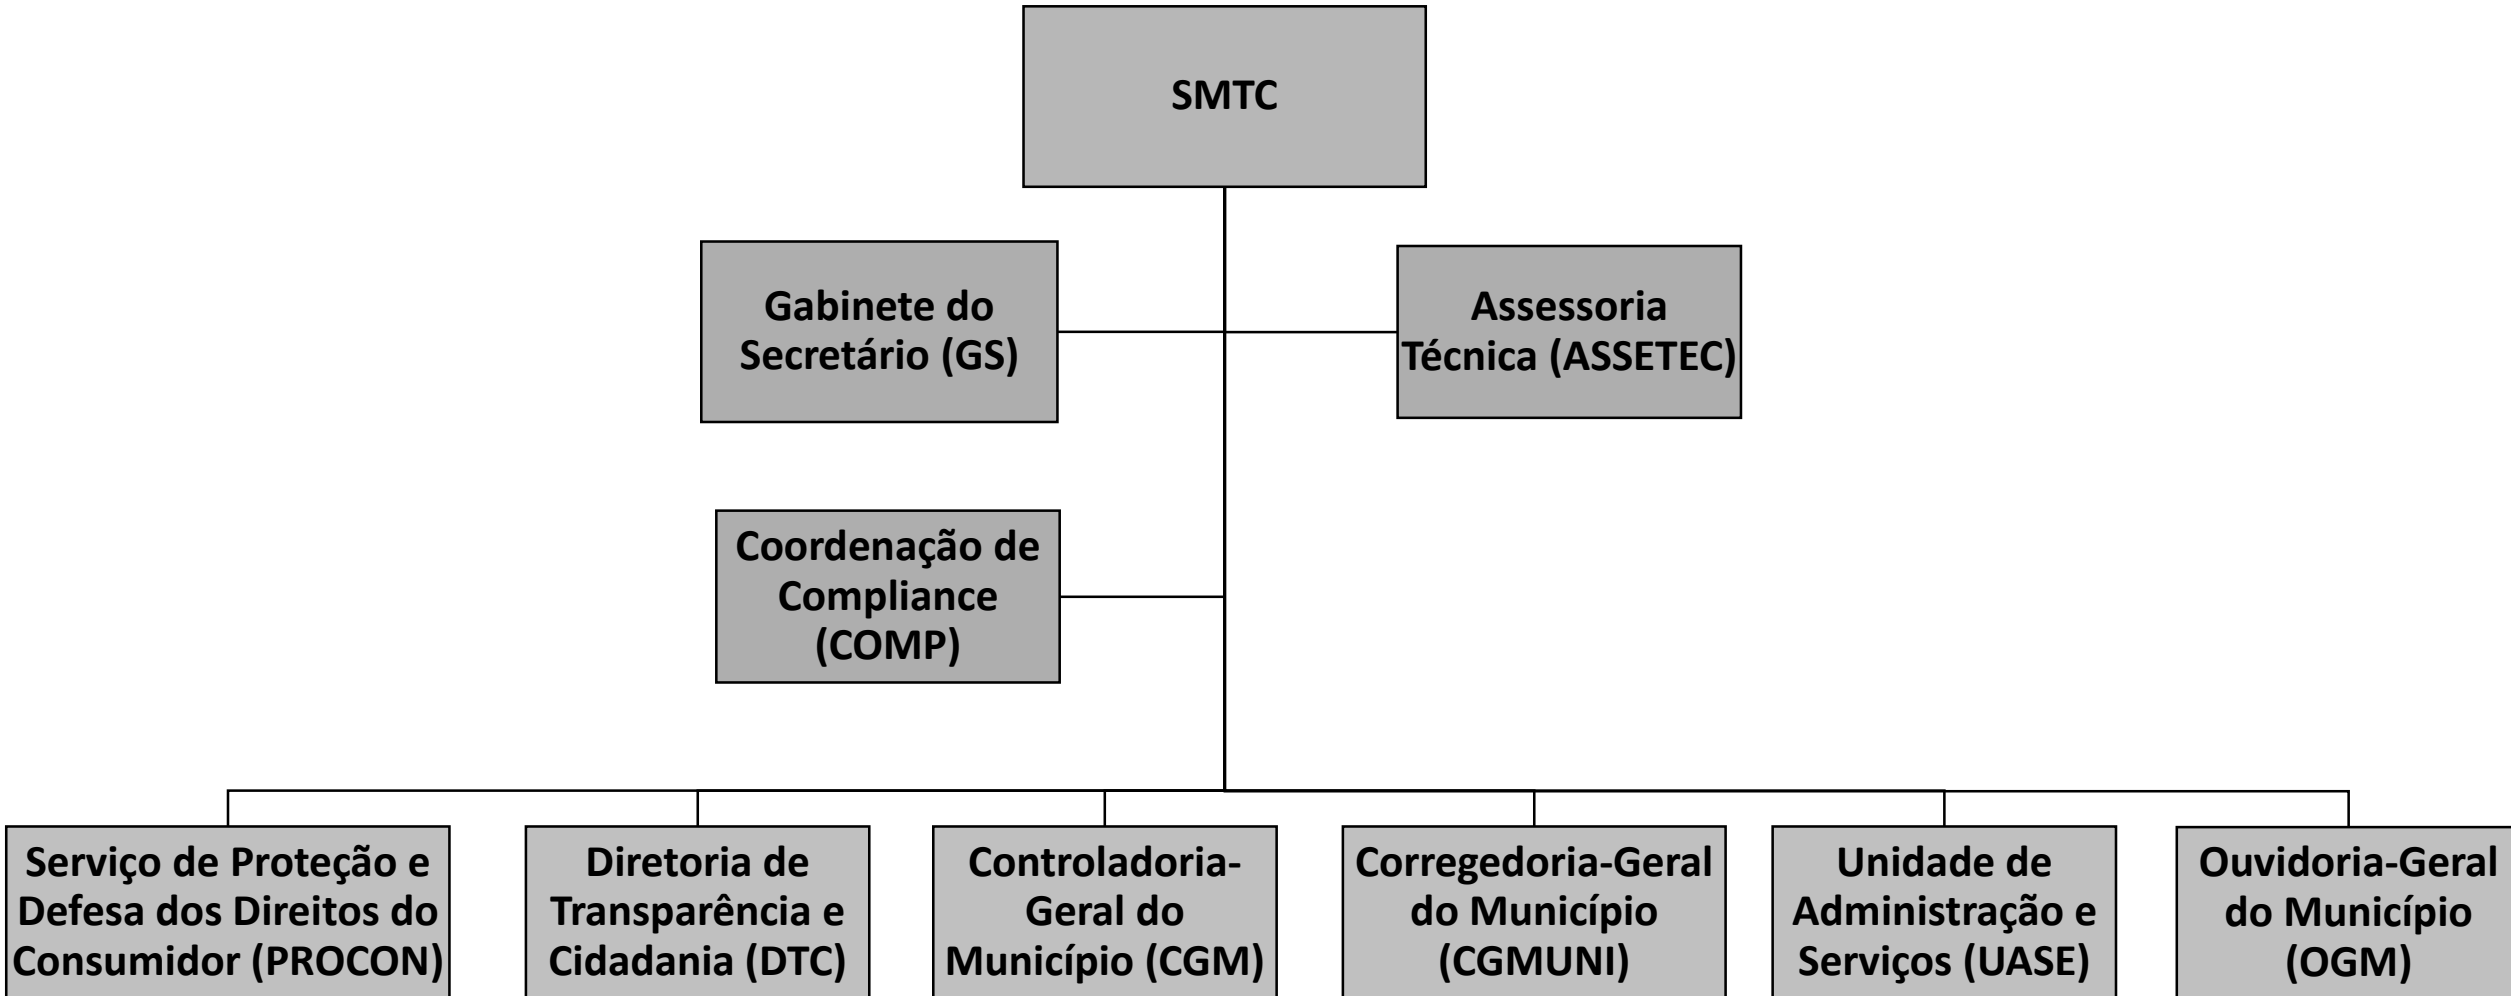 SMTC
Gabinete do
Secretário (GS)
Assessoria
Técnica (ASSETEC)
Coordenação de
Compliance
(COMP)
Serviço de Proteção e
Defesa dos Direitos do
Consumidor (PROCON)
Diretoria de
Transparência e
Cidadania (DTC)
Controladoria-
Geral do
Município (CGM)
Corregedoria-Geral
do Município
(CGMUNI)
Unidade de
Administração e
Serviços (UASE)
Ouvidoria-Geral
do Município
(OGM)